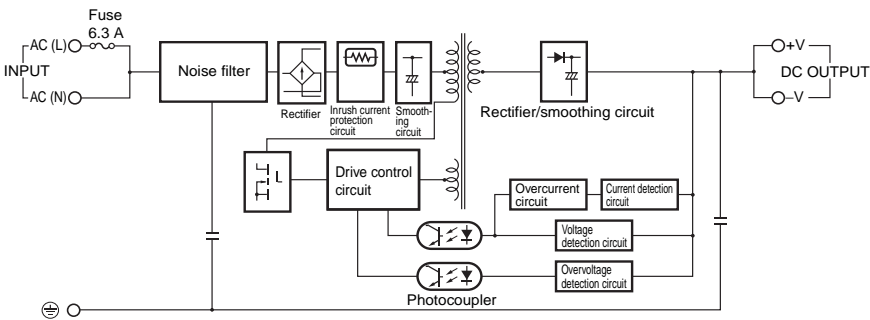 Fuse
6.3 A
AC (L)
INPUT
AC (N)
Noise filter
Rectifier
Inrush current
protection
circuit
Smooth-
ing
circuit
Rectifier/smoothing circuit
+V
DC OUTPUT
–V
Drive control
circuit
Overcurrent
circuit
Current detection
circuit
Voltage
detection circuit
Overvoltage
detection circuit
Photocoupler